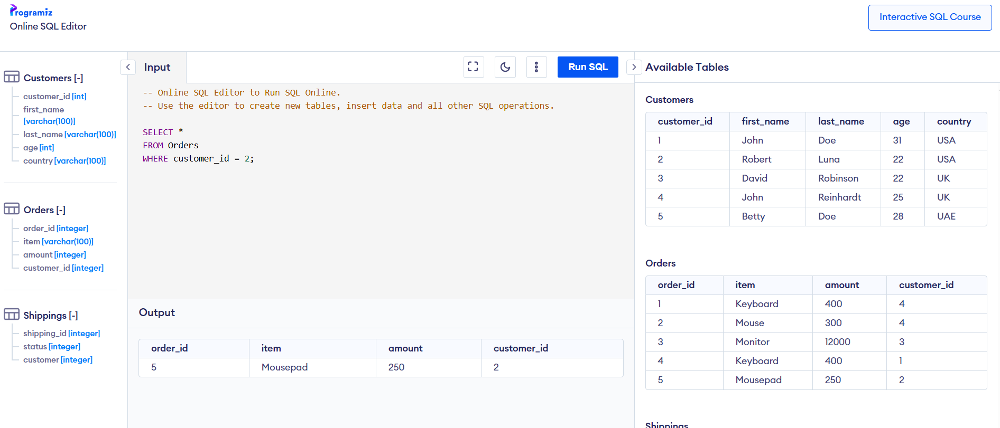 Programiz
Online SQL Editor
Interactive SQL Course
Customers [-]
customer_id [int]
first_name
[varchar(100)]
last_name [varchar(100)]
age [int]
country [varchar(100)]
Orders [-]
order_id [integer]
item [varchar(100)]
amount [integer]
customer_id [integer]
Shippings [-]
shipping_id [integer]
status [integer]
customer [integer]
Input
Run SQL
-- Online SQL Editor to Run SQL Online.
-- Use the editor to create new tables, insert data and all other SQL operations.
SELECT *
FROM Orders
WHERE customer_id = 2;
Output
order_id item amount customer_id
5 Mousepad 250 2
Available Tables
Customers
customer_id first_name last_name age country
1 John Doe 31 USA
2 Robert Luna 22 USA
3 David Robinson 22 UK
4 John Reinhardt 25 UK
5 Betty Doe 28 UAE
Orders
order_id item amount customer_id
1 Keyboard 400 4
2 Mouse 300 4
3 Monitor 12000 3
4 Keyboard 400 1
5 Mousepad 250 2
Shippings